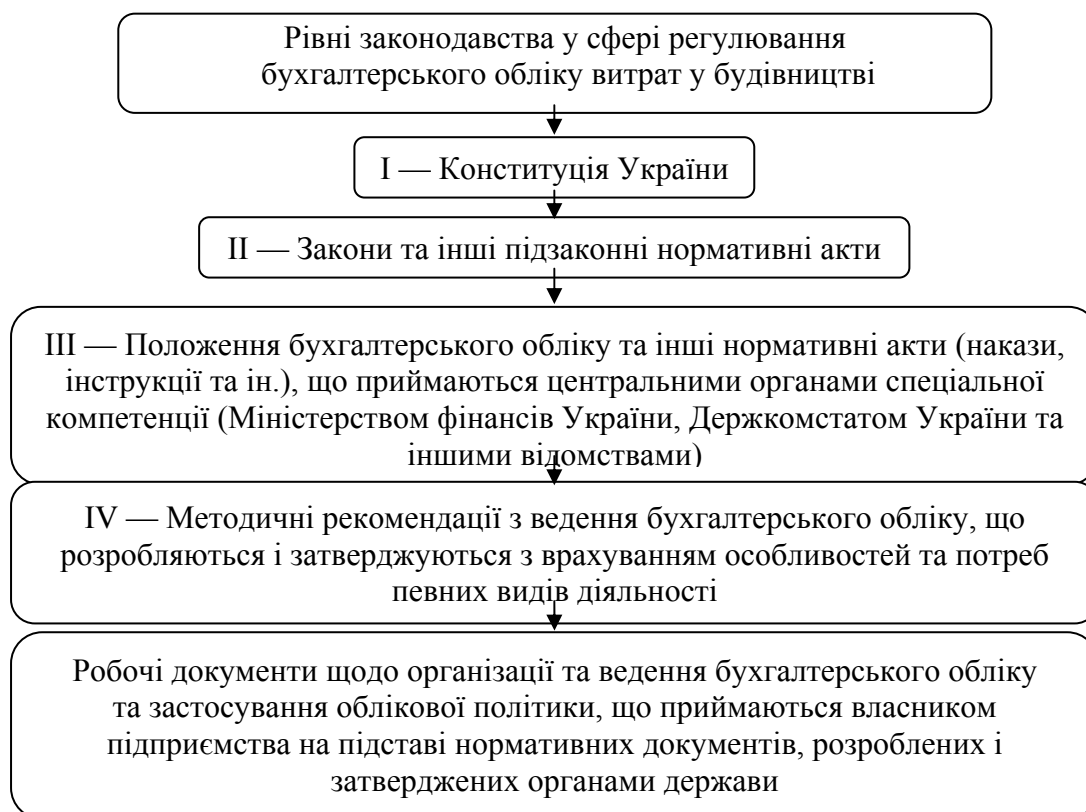 Рівні законодавства у сфері регулювання
бухгалтерського обліку витрат у будівництві
I — Конституція України
II — Закони та інші підзаконні нормативні акти
III — Положення бухгалтерського обліку та інші нормативні акти (накази,
інструкції та ін.), що приймаються центральними органами спеціальної
компетенції (Міністерством фінансів України, Держкомстатом України та
іншими відомствами)
IV — Методичні рекомендації з ведення бухгалтерського обліку, що
розробляються і затверджуються з врахуванням особливостей та потреб
певних видів діяльності
Робочі документи щодо організації та ведення бухгалтерського обліку
та застосування облікової політики, що приймаються власником
підприємства на підставі нормативних документів, розроблених і
затверджених органами держави